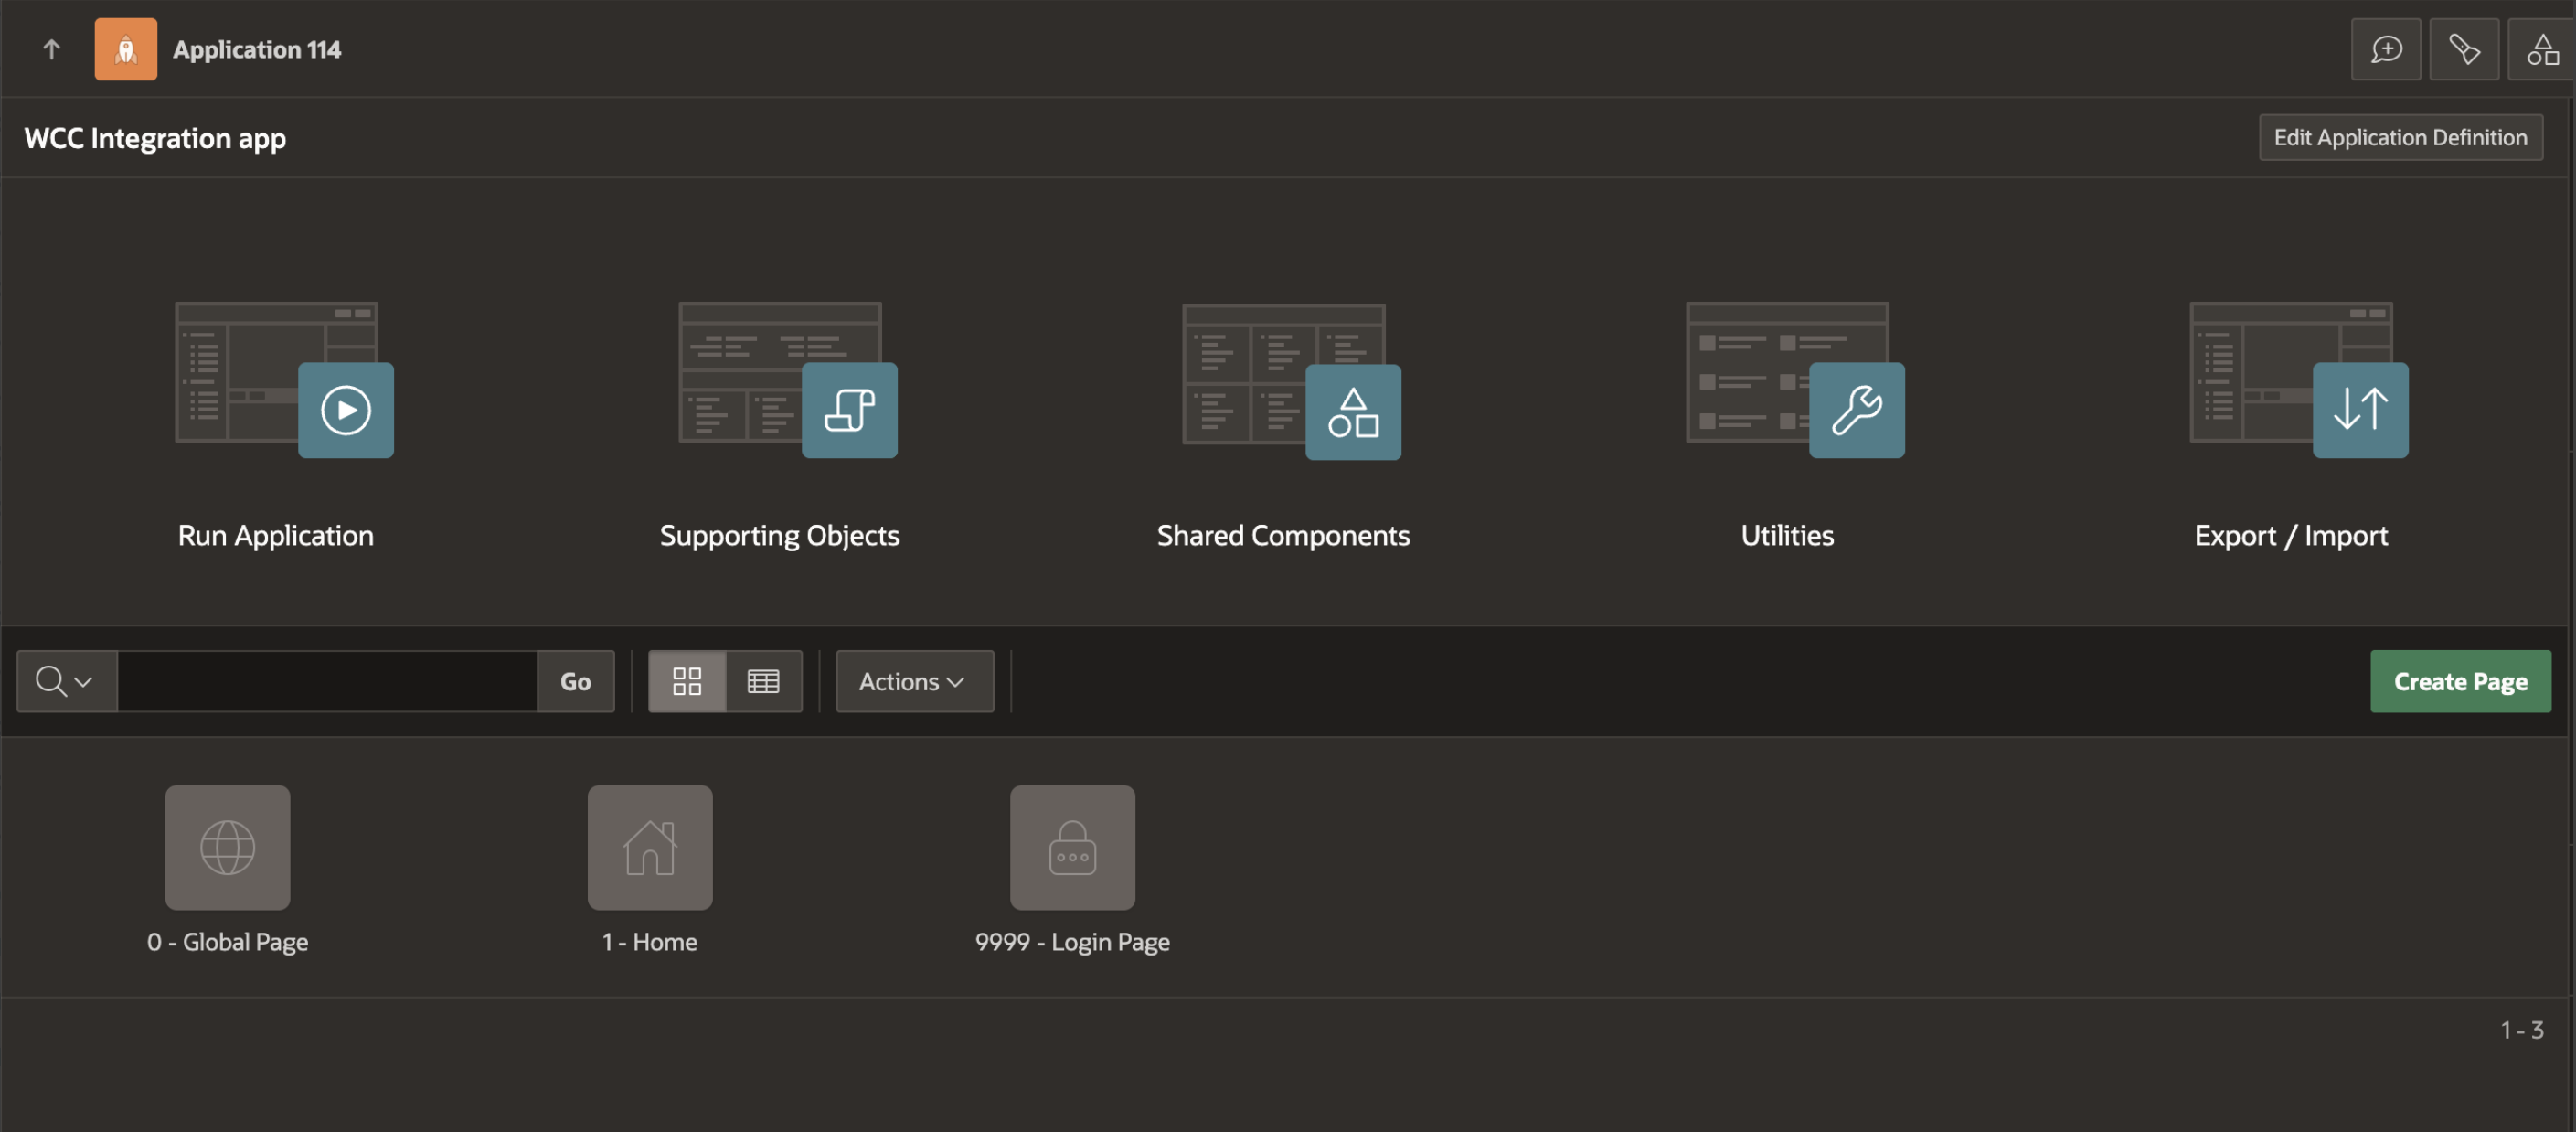 Application 114
WCC Integration app
Edit Application Definition
Run Application
Supporting Objects
Shared Components
Utilities
Export / Import
Go
Actions
Create Page
0 - Global Page
1 - Home
9999 - Login Page
1 - 3